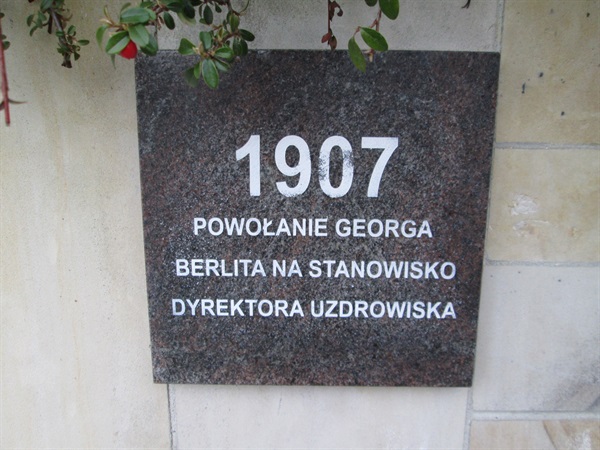 1907
POWOŁANIE GEORGA
BERLITA NA STANOWISKO
DYREKTORA UZDROWISKA